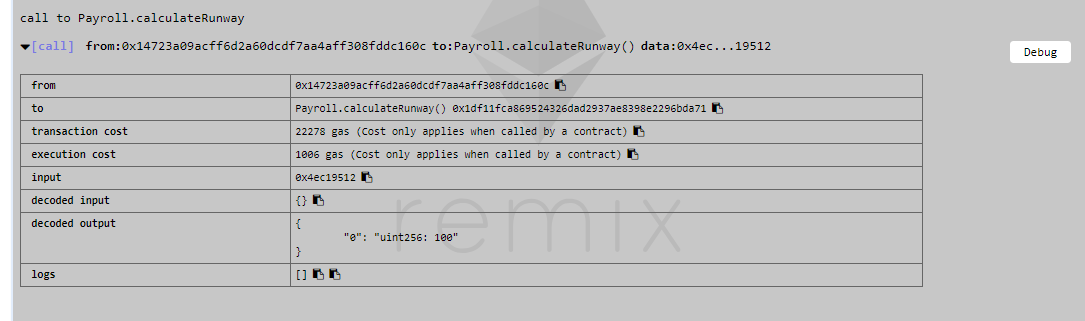 call to Payroll.calculateRunway
[call] from:0x14723a09acff6d2a60dcdf7aa4aff308fddc160c to:Payroll.calculateRunway() data:0x4ec...19512
Debug
from 0x14723a09acff6d2a60dcdf7aa4aff308fddc160c
to Payroll.calculateRunway() 0x1df11fca869524326dad2937ae8398e2296bda71
transaction cost 22278 gas (Cost only applies when called by a contract)
execution cost 1006 gas (Cost only applies when called by a contract)
input 0x4ec19512
decoded input {}
decoded output {
"0": "uint256: 100"
}
logs []
remix